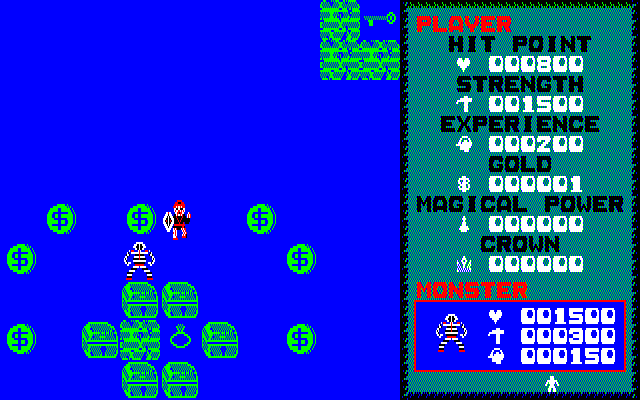 PLAYER
HIT POINT
000800
STRENGTH
001500
EXPERIENCE
000200
GOLD
$ 000001
MAGICAL POWER
000000
CROWN
000000
MONSTER
001500
000300
000150
$ $ $
$ $
$ $